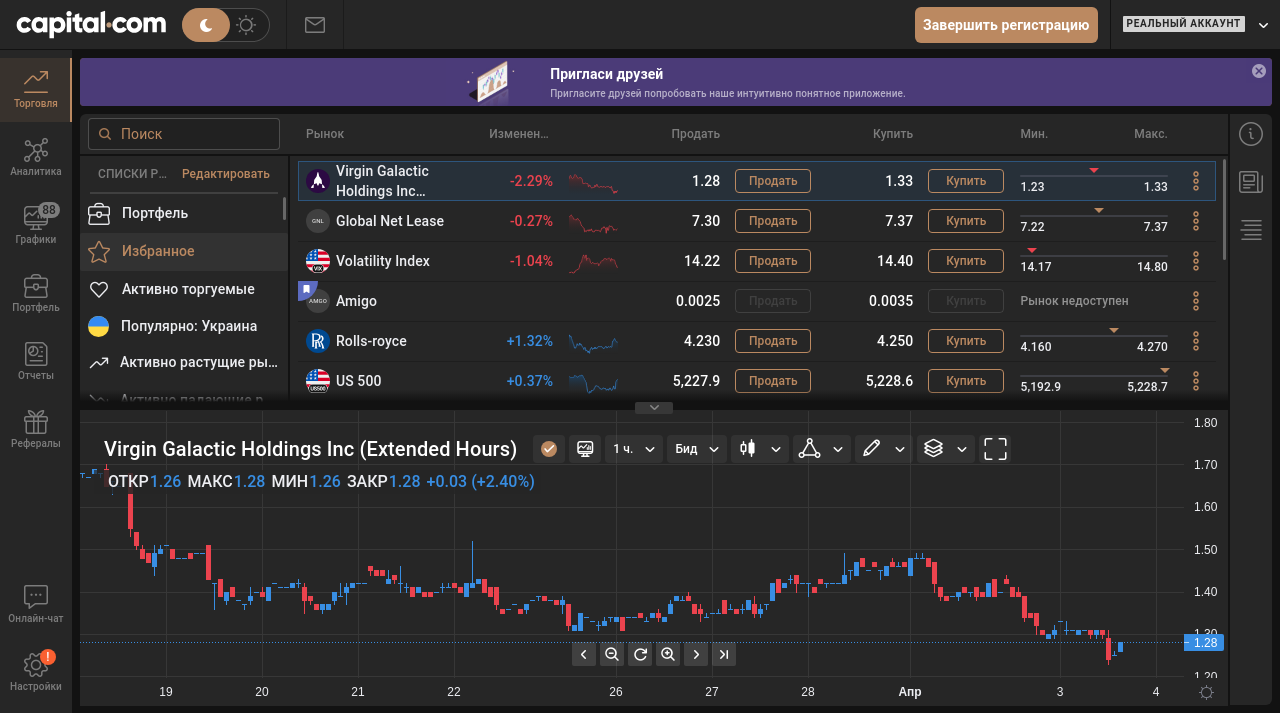 capital.com
Завершить регистрацию
РЕАЛЬНЫЙ АККАУНТ
Торговля
Аналитика
88
Графики
Портфель
Отчеты
Рефералы
Онлайн-чат
!
Настройки
Пригласи друзей
Пригласите друзей попробовать наше интуитивно понятное приложение.
Поиск
СПИСКИ Р... Редактировать
Портфель
Избранное
Активно торгуемые
Популярно: Украина
Активно растущие ры...
Рынок Изменен... Продать Купить Мин. Макс.
Virgin Galactic
Holdings Inc... -2.29% 1.28 Продать 1.33 Купить 1.23 1.33
GNL Global Net Lease -0.27% 7.30 Продать 7.37 Купить 7.22 7.37
VIX Volatility Index -1.04% 14.22 Продать 14.40 Купить 14.17 14.80
AMGO Amigo 0.0025 Продать 0.0035 Купить Рынок недоступен
Rolls-royce +1.32% 4.230 Продать 4.250 Купить 4.160 4.270
US500 US 500 +0.37% 5,227.9 Продать 5,228.6 Купить 5,192.9 5,228.7
Virgin Galactic Holdings Inc (Extended Hours) 1 ч. Бид
ОТКР 1.26 МАКС 1.28 МИН 1.26 ЗАКР 1.28 +0.03 (+2.40%)
1.80
1.70
1.60
1.50
1.40
1.30
1.28
1.20
19 20 21 22 26 27 28 Апр 3 4